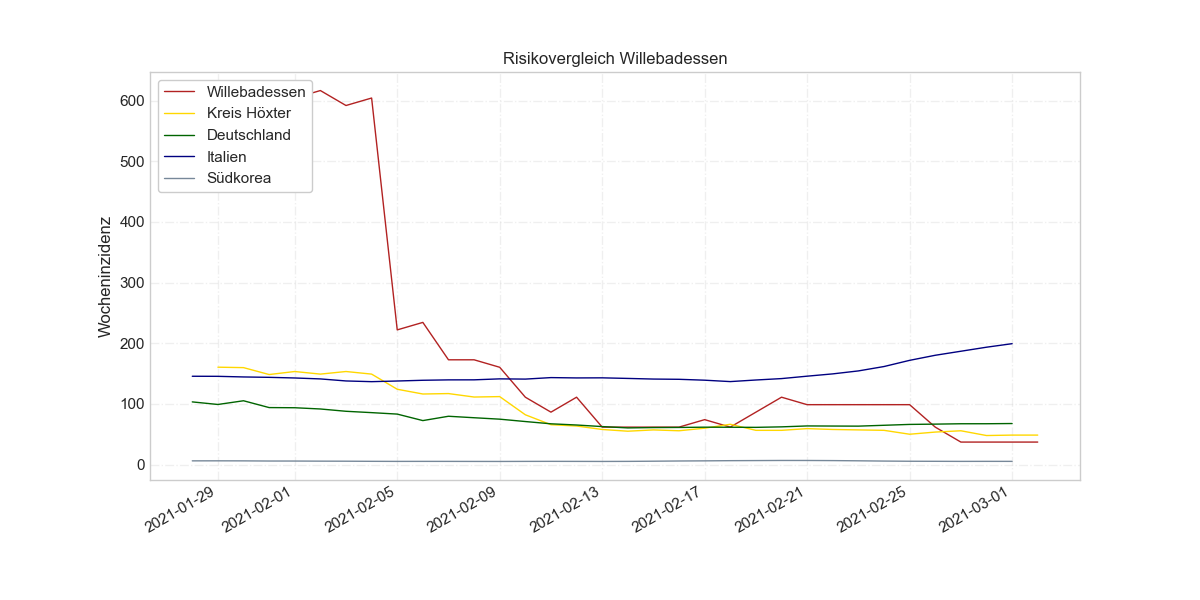 Risikovergleich Willebadessen
Willebadessen
Kreis Höxter
Deutschland
Italien
Südkorea
Wocheninzidenz
600
500
400
300
200
100
0
2021-01-29
2021-02-01
2021-02-05
2021-02-09
2021-02-13
2021-02-17
2021-02-21
2021-02-25
2021-03-01